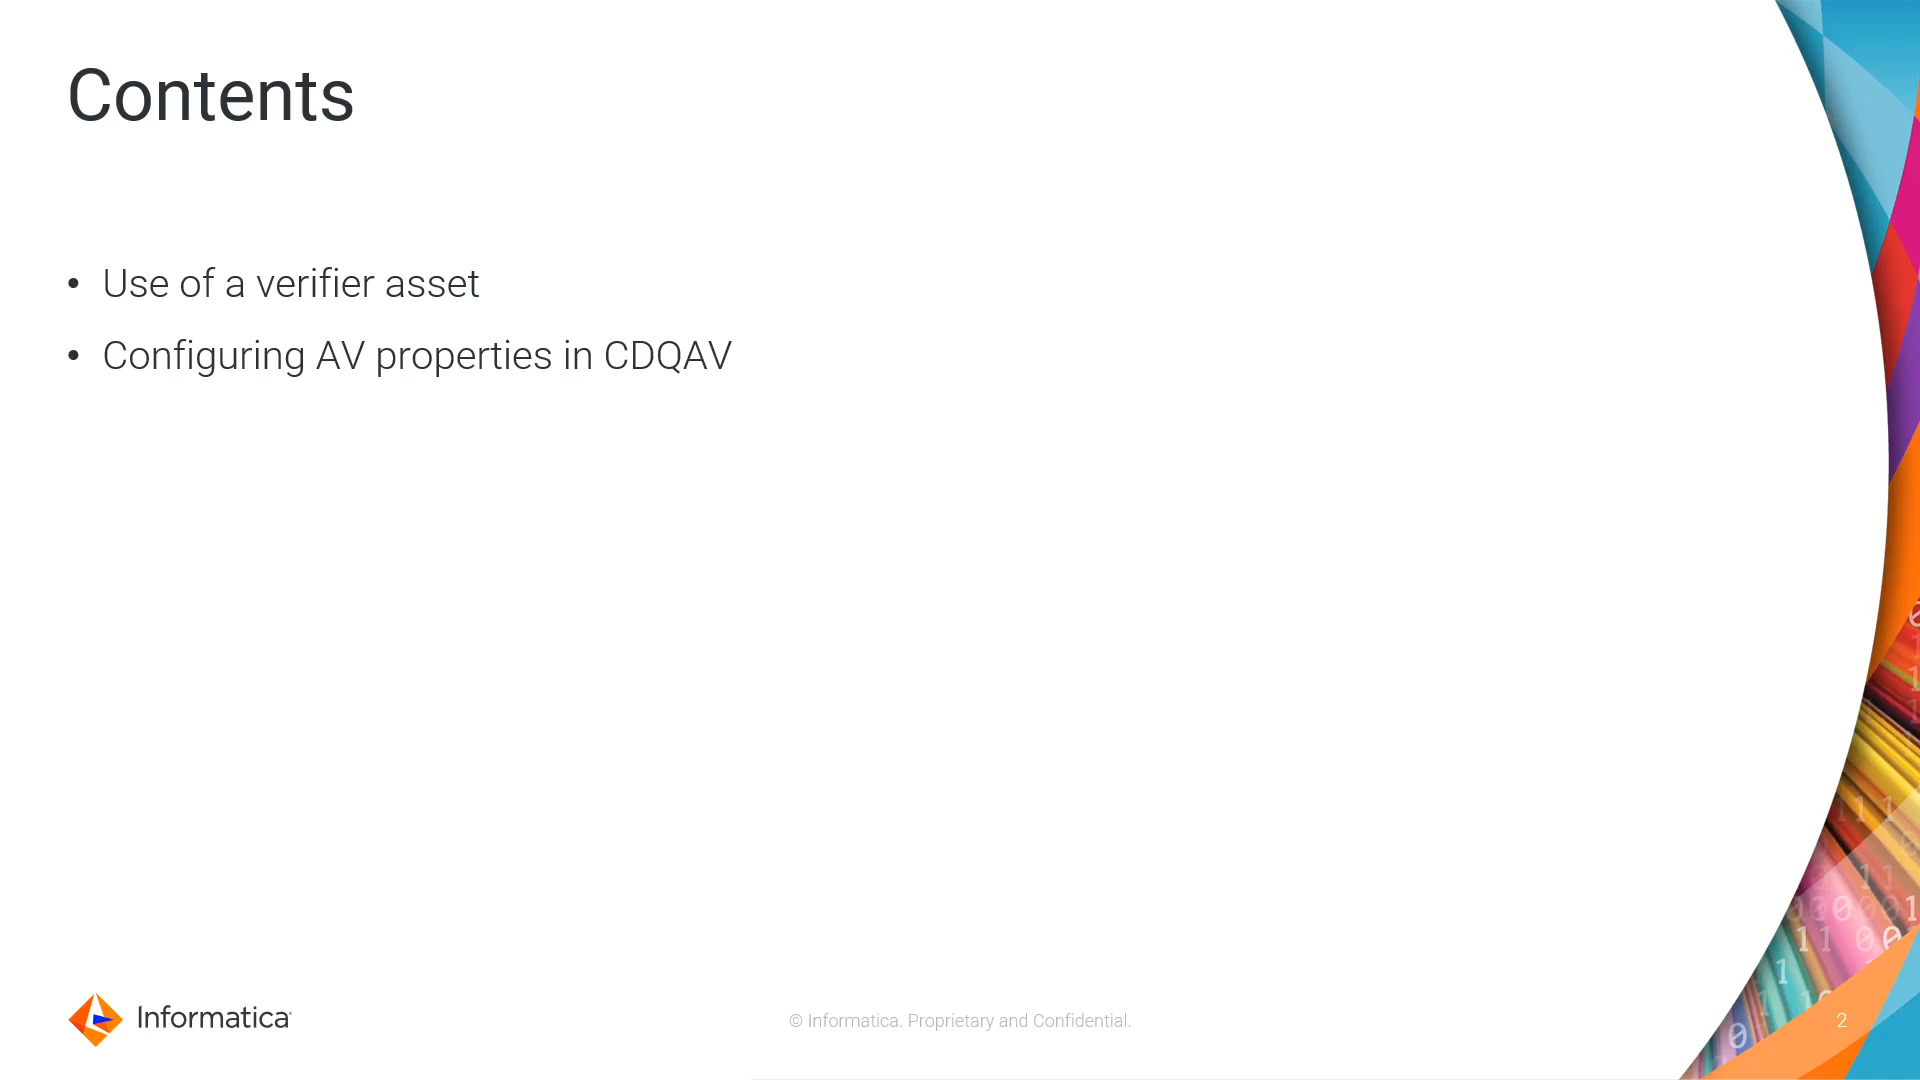 Contents
• Use of a verifier asset
• Configuring AV properties in CDQAV
Informatica
© Informatica. Proprietary and Confidential.
2